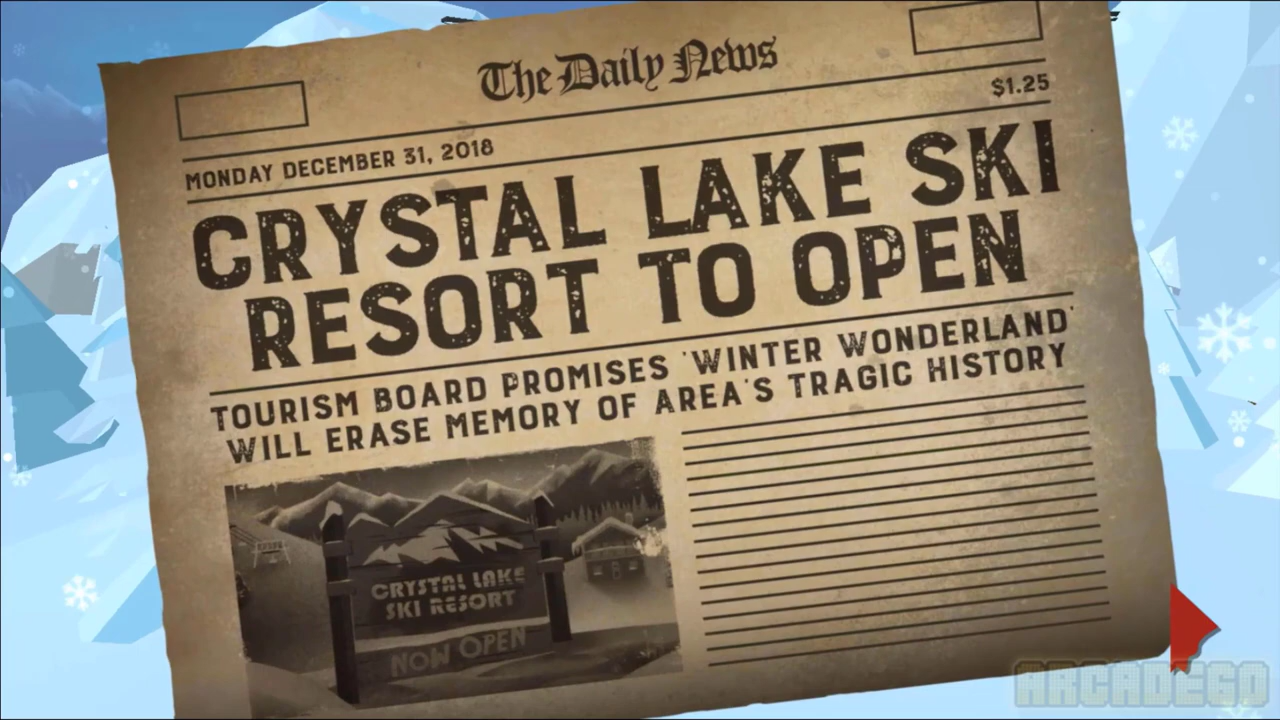 The Daily News
$1.25
MONDAY DECEMBER 31, 2018
CRYSTAL LAKE SKI
RESORT TO OPEN
TOURISM BOARD PROMISES 'WINTER WONDERLAND'
WILL ERASE MEMORY OF AREA'S TRAGIC HISTORY
CRYSTAL LAKE
SKI RESORT
NOW OPEN
ARCADEGO